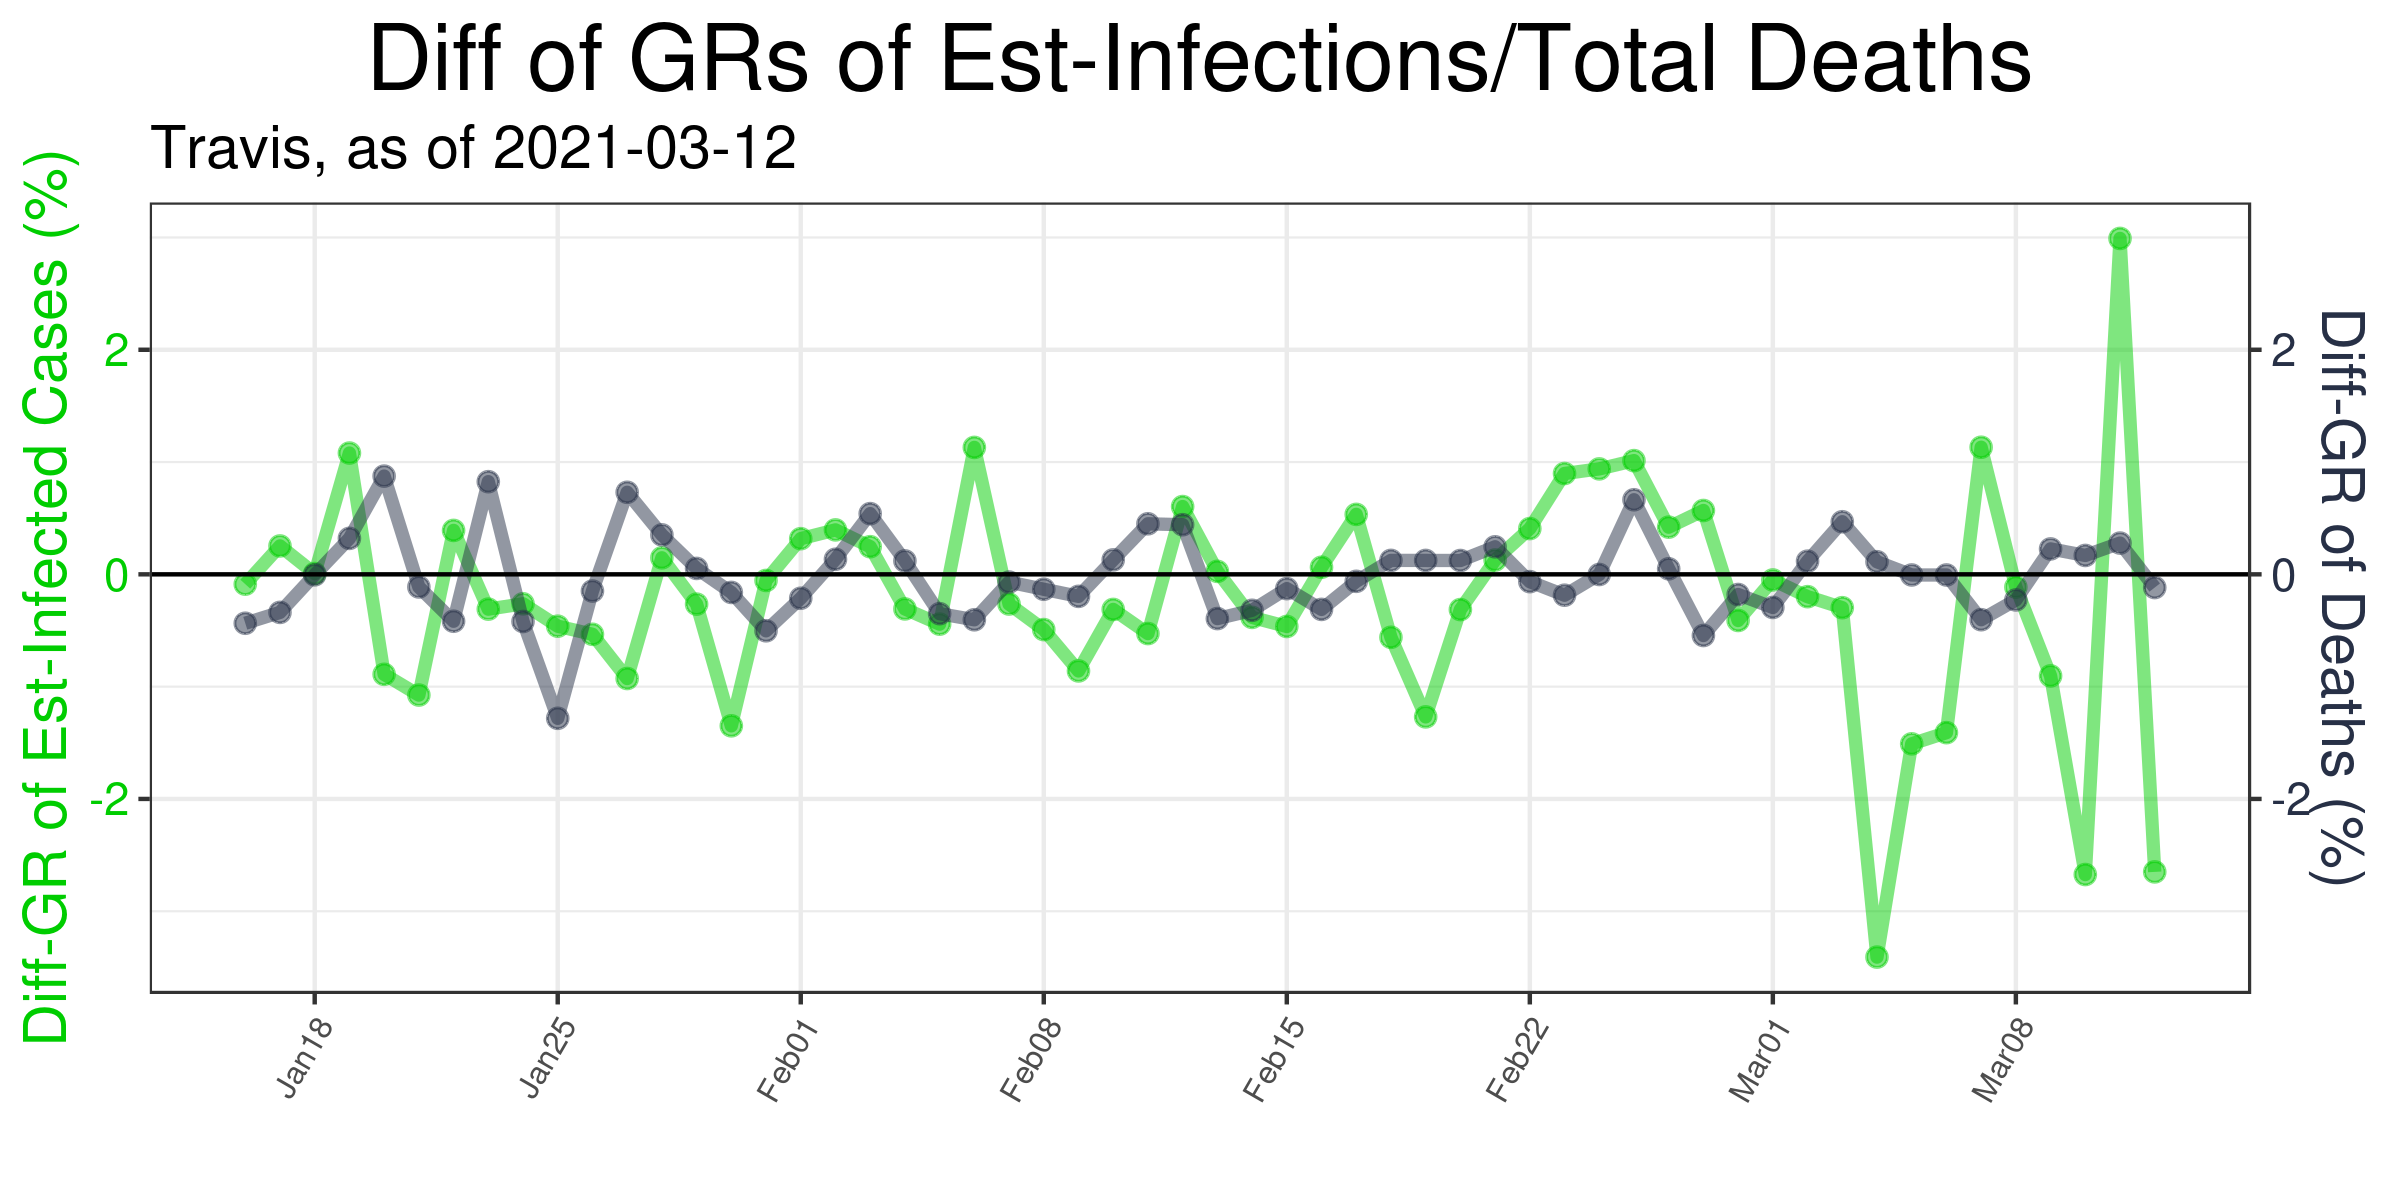 Diff of GRs of Est-Infections/Total Deaths
Travis, as of 2021-03-12
Diff-GR of Est-Infected Cases (%)
2
0
-2
2
0
-2
Diff-GR of Deaths (%)
Jan18
Jan25
Feb01
Feb08
Feb15
Feb22
Mar01
Mar08